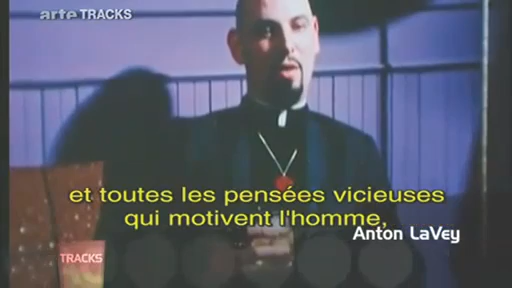 arte TRACKS
et toutes les pensées vicieuses
qui motivent l'homme,
Anton LaVey
TRACKS